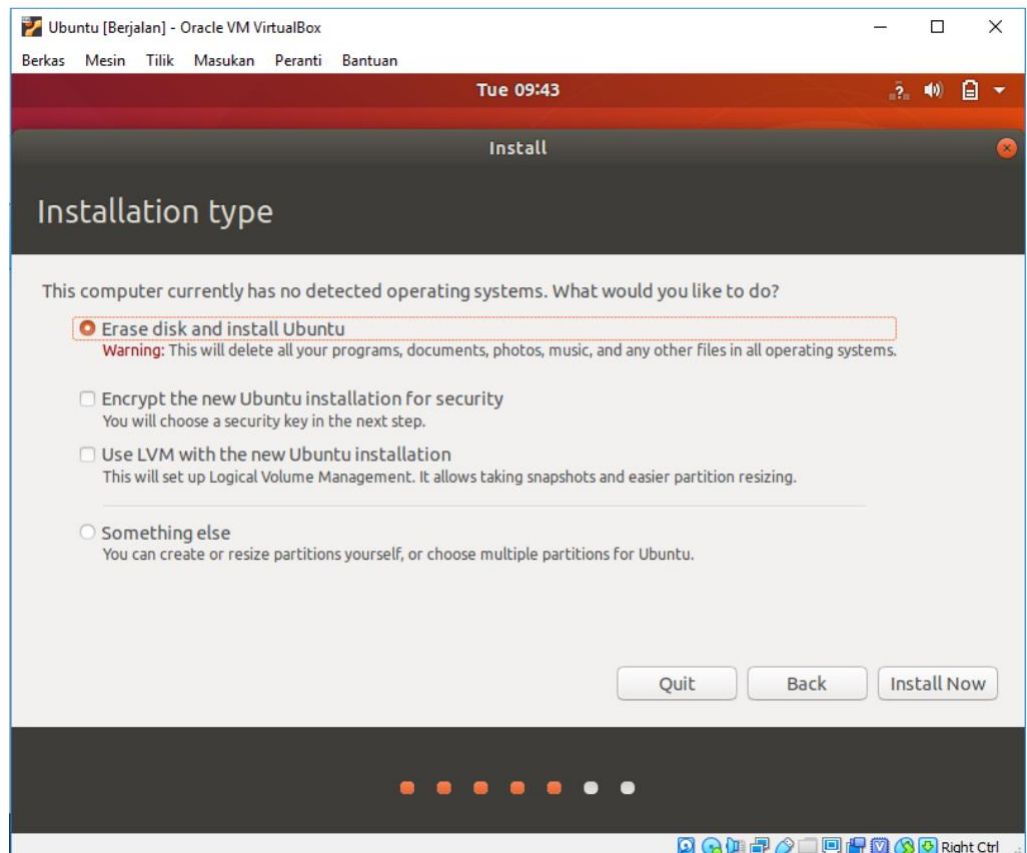 Ubuntu [Berjalan] - Oracle VM VirtualBox
Berkas Mesin Tilik Masukan Peranti Bantuan
Tue 09:43
Install
Installation type
This computer currently has no detected operating systems. What would you like to do?
Erase disk and install Ubuntu
Warning: This will delete all your programs, documents, photos, music, and any other files in all operating systems.
Encrypt the new Ubuntu installation for security
You will choose a security key in the next step.
Use LVM with the new Ubuntu installation
This will set up Logical Volume Management. It allows taking snapshots and easier partition resizing.
Something else
You can create or resize partitions yourself, or choose multiple partitions for Ubuntu.
Quit Back Install Now
Right Ctrl